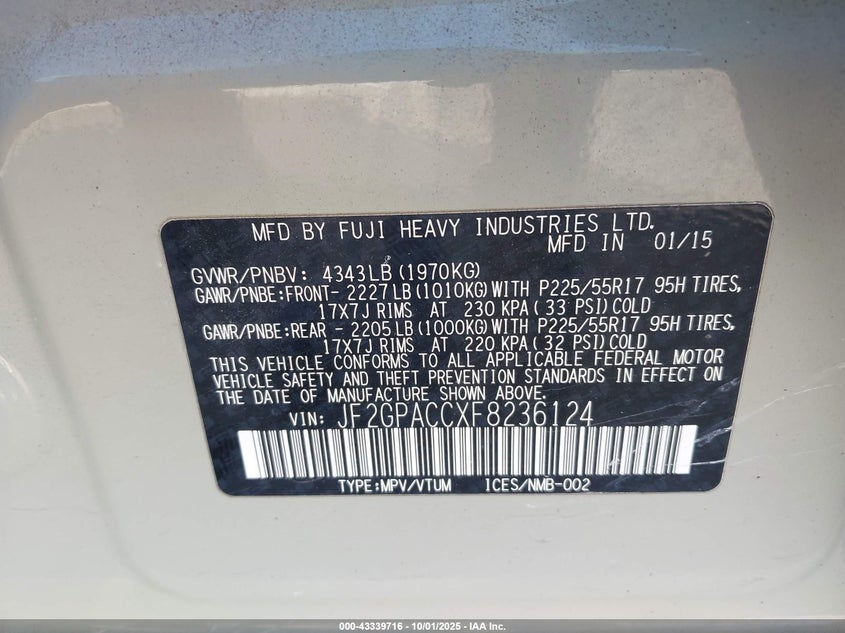 MFD BY FUJI HEAVY INDUSTRIES LTD.
MFD IN 01/15
GVWR/PNBV: 4343LB(1970KG)
GAWR/PNBE:FRONT- 2227LB(1010KG)WITH P225/55R17 95H TIRES,
17X7J RIMS AT 230 KPA(33 PSI)COLD
GAWR/PNBE:REAR - 2205LB(1000KG)WITH P225/55R17 95H TIRES,
17X7J RIMS AT 220 KPA(32 PSI)COLD
THIS VEHICLE CONFORMS TO ALL APPLICABLE FEDERAL MOTOR
VEHICLE SAFETY AND THEFT PREVENTION STANDARDS IN EFFECT ON
THE DATE OF MANUFACTURE SHOWN ABOVE.
VIN: JF2GPACCXF8236124
TYPE:MPV/VTUM ICES/NMB-002
000-43339716 - 10/01/2025 - IAA Inc.